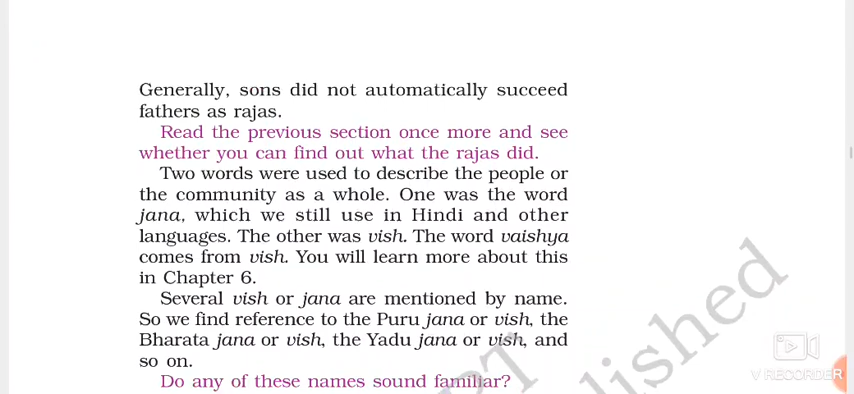 Generally, sons did not automatically succeed
fathers as rajas.
Read the previous section once more and see
whether you can find out what the rajas did.
Two words were used to describe the people or
the community as a whole. One was the word
jana, which we still use in Hindi and other
languages. The other was vish. The word vaishya
comes from vish. You will learn more about this
in Chapter 6.
Several vish or jana are mentioned by name.
So we find reference to the Puru jana or vish, the
Bharata jana or vish, the Yadu jana or vish, and
so on.
Do any of these names sound familiar?
V RECORDER